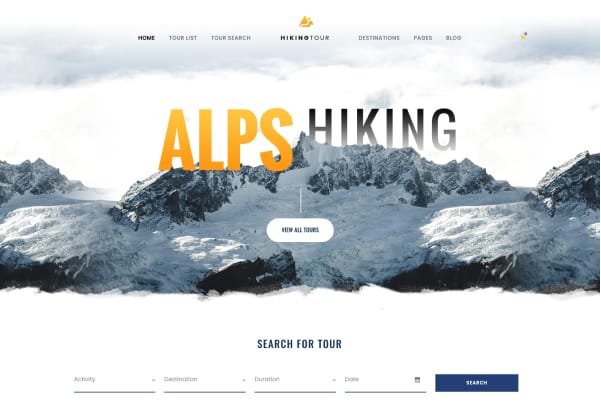 HOME TOUR LIST TOUR SEARCH HIKINGTOUR DESTINATIONS PAGES BLOG
ALPS HIKING
VIEW ALL TOURS
SEARCH FOR TOUR
Activity Destination Duration Date SEARCH